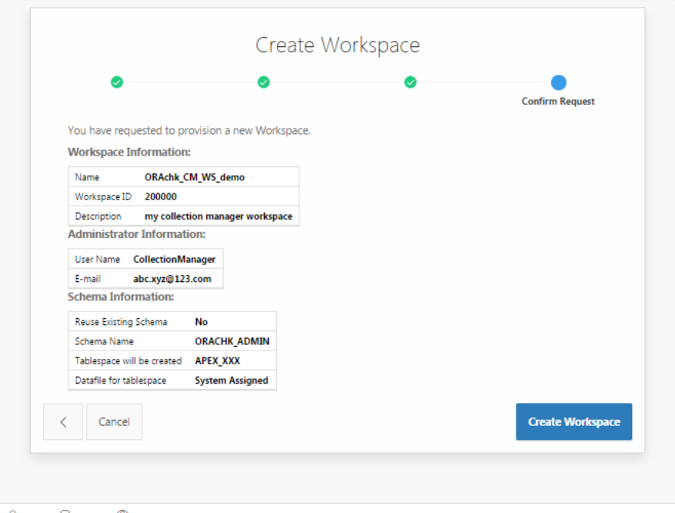 Create Workspace
Confirm Request
You have requested to provision a new Workspace.
Workspace Information:
Name ORAchk_CM_WS_demo
Workspace ID 200000
Description my collection manager workspace
Administrator Information:
User Name CollectionManager
E-mail abc.xyz@123.com
Schema Information:
Reuse Existing Schema No
Schema Name ORACHK_ADMIN
Tablespace will be created APEX_XXX
Datafile for tablespace System Assigned
Cancel
Create Workspace